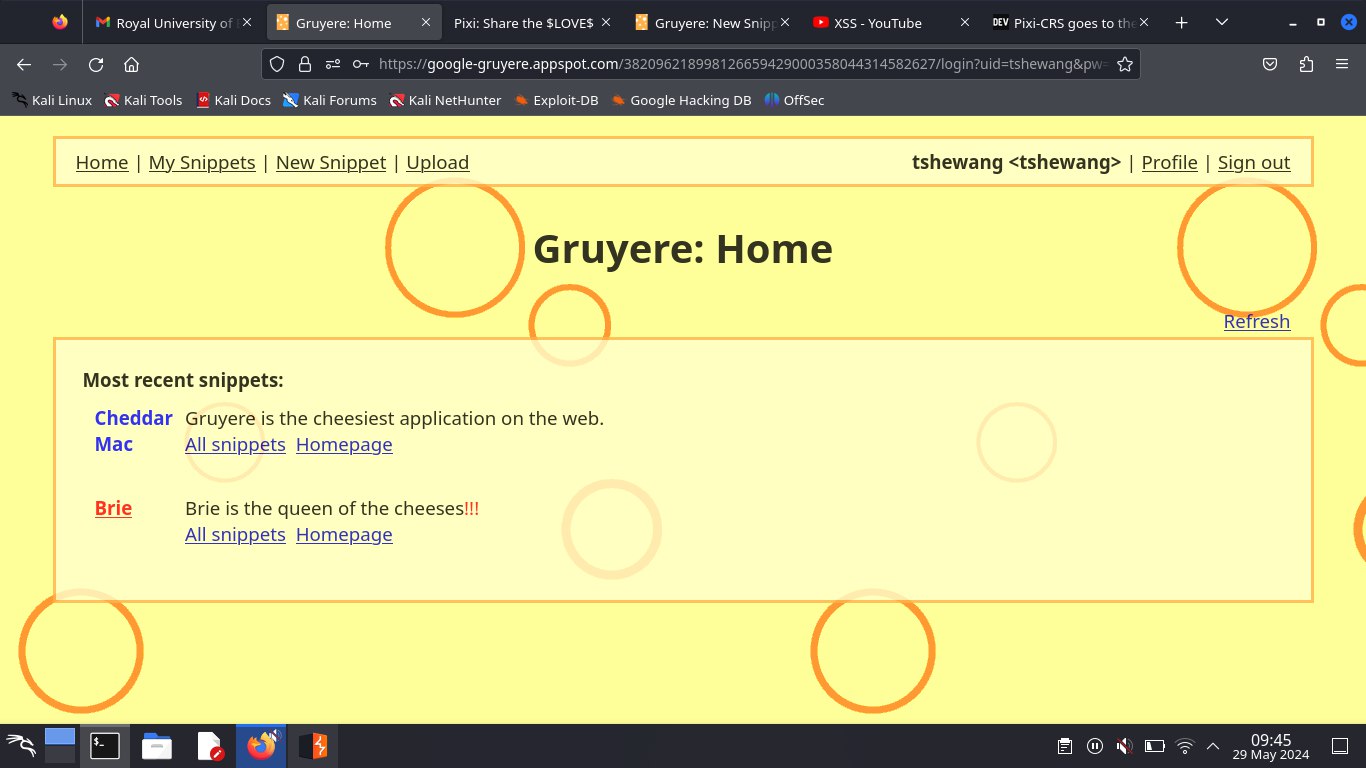 Royal University of
Gruyere: Home
Pixi: Share the $LOVE$
Gruyere: New Snipp
XSS - YouTube
DEV Pixi-CRS goes to the
https://google-gruyere.appspot.com/382096218998126659429000358044314582627/login?uid=tshewang&pw=
Kali Linux Kali Tools Kali Docs Kali Forums Kali NetHunter Exploit-DB Google Hacking DB OffSec
Home | My Snippets | New Snippet | Upload
tshewang <tshewang> | Profile | Sign out
Gruyere: Home
Refresh
Most recent snippets:
Cheddar Mac
Gruyere is the cheesiest application on the web.
All snippets Homepage
Brie
Brie is the queen of the cheeses!!!
All snippets Homepage
$_
09:45
29 May 2024